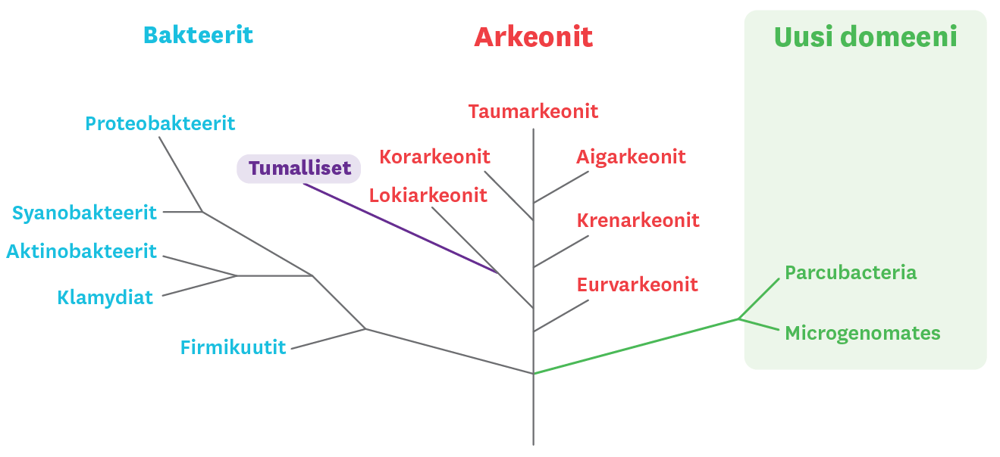 Bakteerit
Arkeonit
Uusi domeeni
Taumarkeonit
Proteobakteerit
Tumalliset
Korarkeonit
Aigarkeonit
Lokiarkeonit
Syanobakteerit
Krenarkeonit
Aktinobakteerit
Parcubacteria
Klamydiat
Eurvarkeonit
Microgenomates
Firmikuutit